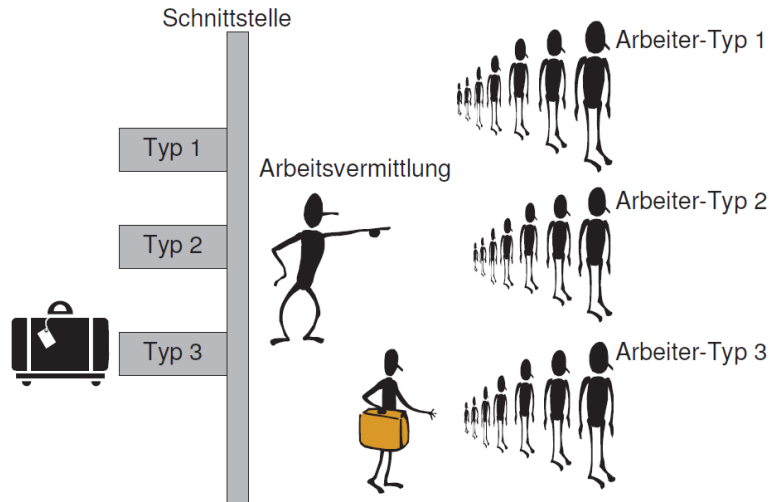 Schnittstelle
Arbeiter-Typ 1
Typ 1
Arbeitsvermittlung
Arbeiter-Typ 2
Typ 2
Typ 3
Arbeiter-Typ 3